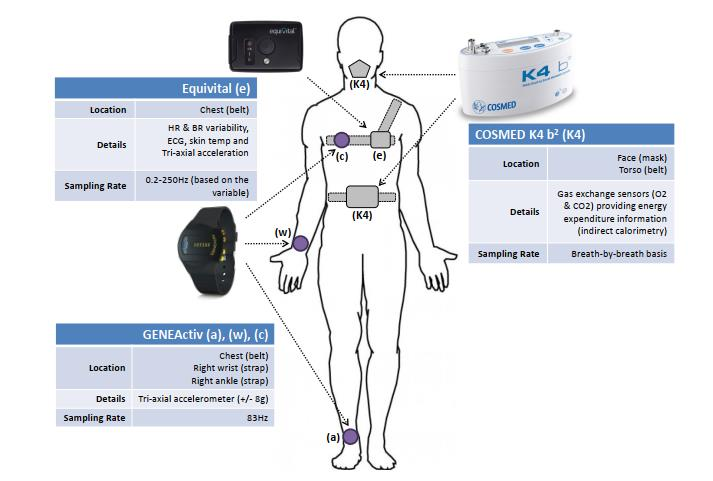 equivital
K4 b²
COSMED
Equivital (e)
Location
Chest (belt)
Details
HR & BR variability,
ECG, skin temp and
Tri-axial acceleration
Sampling Rate
0.2-250Hz (based on the
variable)
(K4)
(c)
(e)
(K4)
(w)
(a)
COSMED K4 b² (K4)
Location
Face (mask)
Torso (belt)
Details
Gas exchange sensors (O2
& CO2) providing energy
expenditure information
(indirect calorimetry)
Sampling Rate
Breath-by-breath basis
GENEActiv (a), (w), (c)
Location
Chest (belt)
Right wrist (strap)
Right ankle (strap)
Details
Tri-axial accelerometer (+/- 8g)
Sampling Rate
83Hz